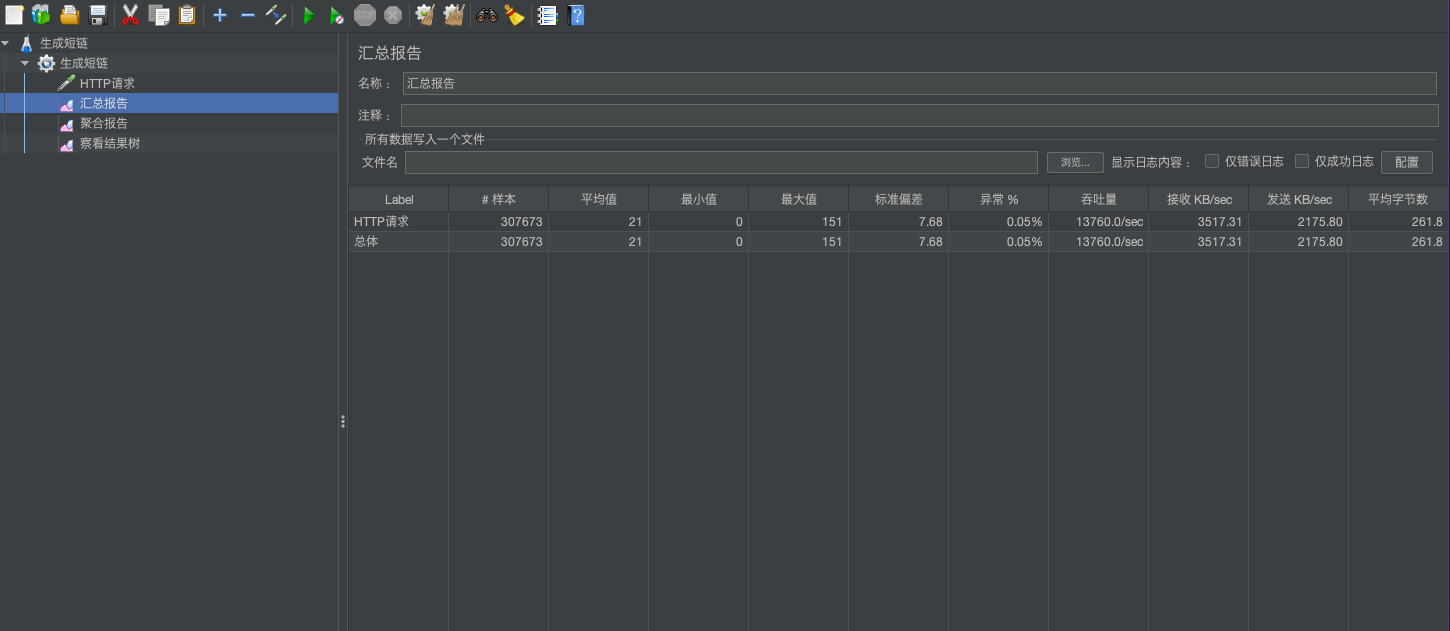 STOP
生成短链
生成短链
HTTP请求
汇总报告
聚合报告
察看结果树
汇总报告
名称： 汇总报告
注释：
所有数据写入一个文件
文件名 浏览... 显示日志内容： 仅错误日志 仅成功日志 配置
Label # 样本 平均值 最小值 最大值 标准偏差 异常 % 吞吐量 接收 KB/sec 发送 KB/sec 平均字节数
HTTP请求 307673 21 0 151 7.68 0.05% 13760.0/sec 3517.31 2175.80 261.8
总体 307673 21 0 151 7.68 0.05% 13760.0/sec 3517.31 2175.80 261.8